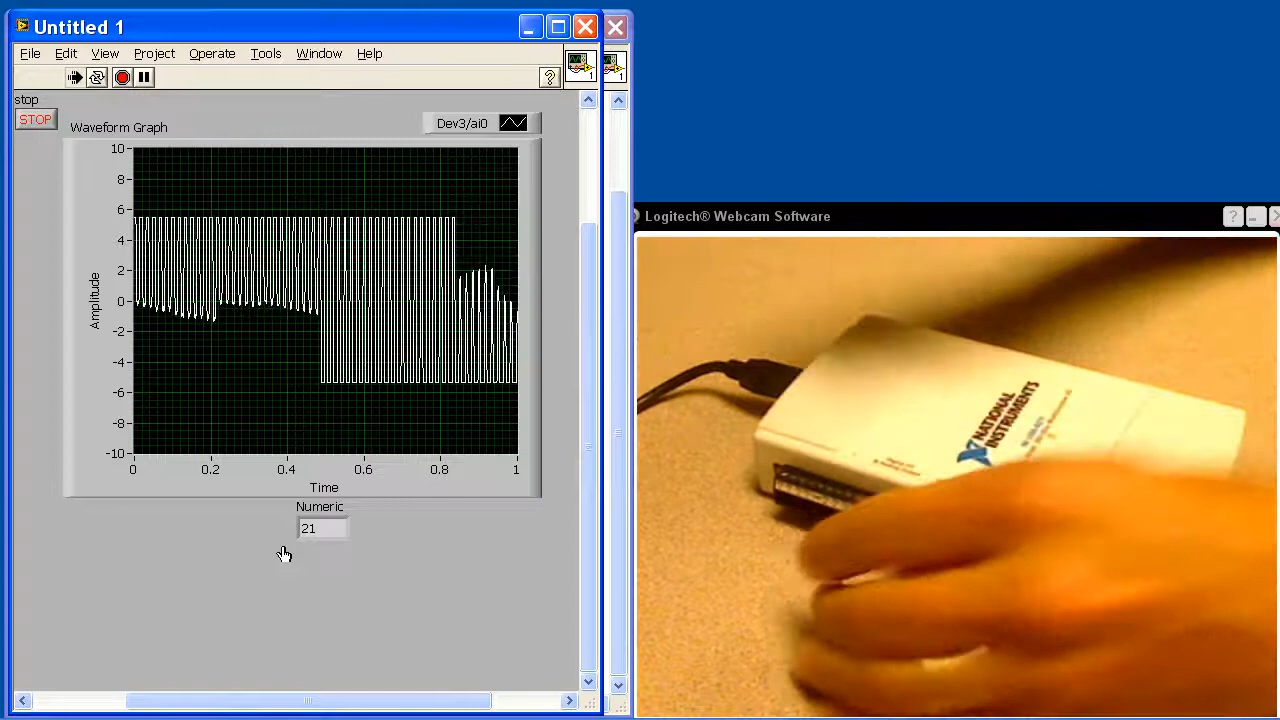 Untitled 1
File Edit View Project Operate Tools Window Help
1
1
stop
STOP
Waveform Graph
Dev3/ai0
10
8
6
4
2
0
-2
-4
-6
-8
-10
Amplitude
0 0.2 0.4 0.6 0.8 1
Time
Numeric
21
Logitech® Webcam Software
NATIONAL
INSTRUMENTS